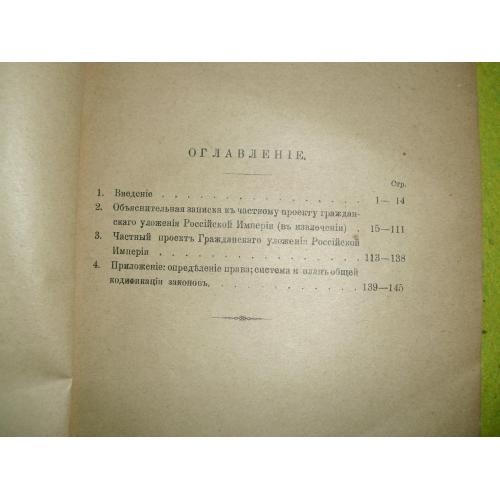 ОГЛАВЛЕНІЕ.
Стр.
1. Введеніе . . . . . . . . . . . . . . 1— 14
2. Объяснительная записка къ частному проекту граждан-
скаго уложенія Россійской Имперіи (въ извлеченіи) . 15—111
3. Частный проектъ Гражданскаго уложенія Россійской
Имперіи . . . . . . . . . . . . . . 113—138
4. Приложеніе: опредѣленіе права; система и планъ общей
кодификаціи законовъ. . . . . . . . . . . 139—145